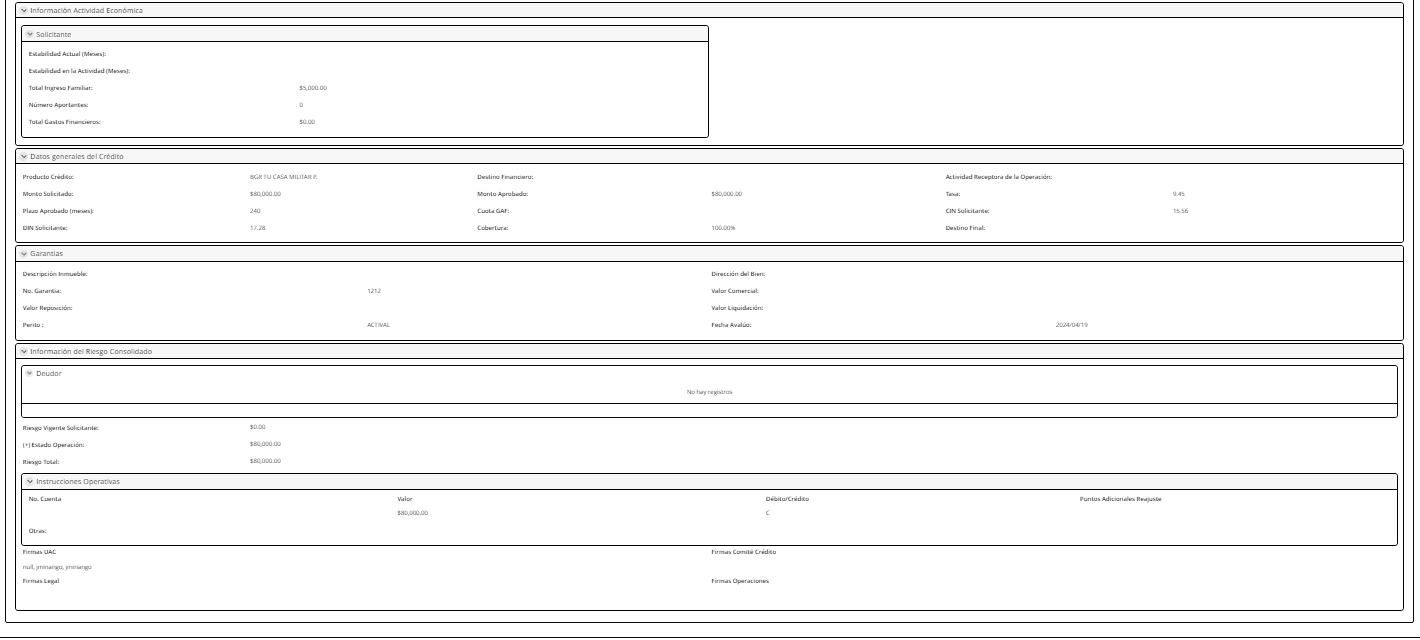 Información Actividad Económica
Solicitante
Estabilidad Actual (Meses):
Estabilidad en la Actividad (Meses):
Total Ingreso Familiar: $5,000.00
Número Aportantes: 0
Total Gastos Financieros: $0.00
Datos generales del Crédito
Producto Crédito: BGR TU CASA MILITAR P. Destino Financiero: Actividad Receptora de la Operación:
Monto Solicitado: $80,000.00 Monto Aprobado: $80,000.00 Tasa: 9.45
Plazo Aprobado (meses): 240 Cuota GAF: CIN Solicitante: 15.56
DIN Solicitante: 17.28 Cobertura: 100.00% Destino Final:
Garantías
Descripción Inmueble: Dirección del Bien:
No. Garantía: 1212 Valor Comercial:
Valor Reposición: Valor Liquidación:
Perito : ACTIVAL Fecha Avalúo: 2024/04/19
Información del Riesgo Consolidado
Deudor
No hay registros
Riesgo Vigente Solicitante: $0.00
(+) Estado Operación: $80,000.00
Riesgo Total: $80,000.00
Instrucciones Operativas
No. Cuenta Valor Débito/Crédito Puntos Adicionales Reajuste
$80,000.00 C
Otras:
Firmas UAC Firmas Comité Crédito
null, jminango, jminango
Firmas Legal Firmas Operaciones